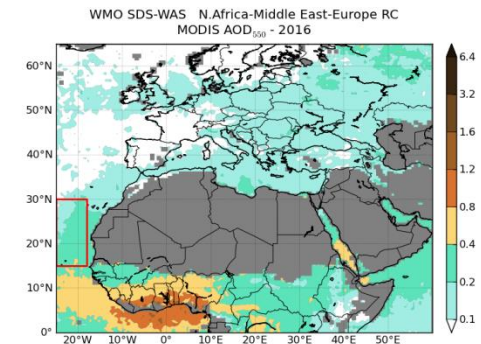 WMO SDS-WAS N.Africa-Middle East-Europe RC
MODIS AOD₅₅₀ - 2016
60°N
50°N
40°N
30°N
20°N
10°N
0°
20°W 10°W 0° 10°E 20°E 30°E 40°E 50°E
6.4
3.2
1.6
1.2
0.8
0.4
0.2
0.1